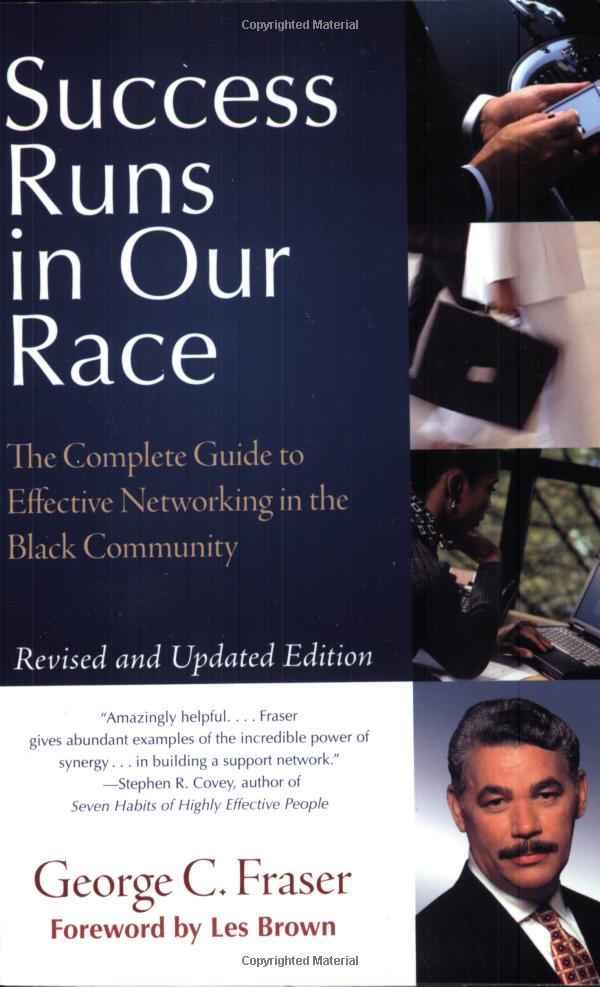 Copyrighted Material
Success
Runs
in Our
Race
The Complete Guide to
Effective Networking in the
Black Community
Revised and Updated Edition
“Amazingly helpful. . . . Fraser
gives abundant examples of the incredible power of
synergy . . . in building a support network.”
—Stephen R. Covey, author of
Seven Habits of Highly Effective People
George C. Fraser
Foreword by Les Brown
Copyrighted Material